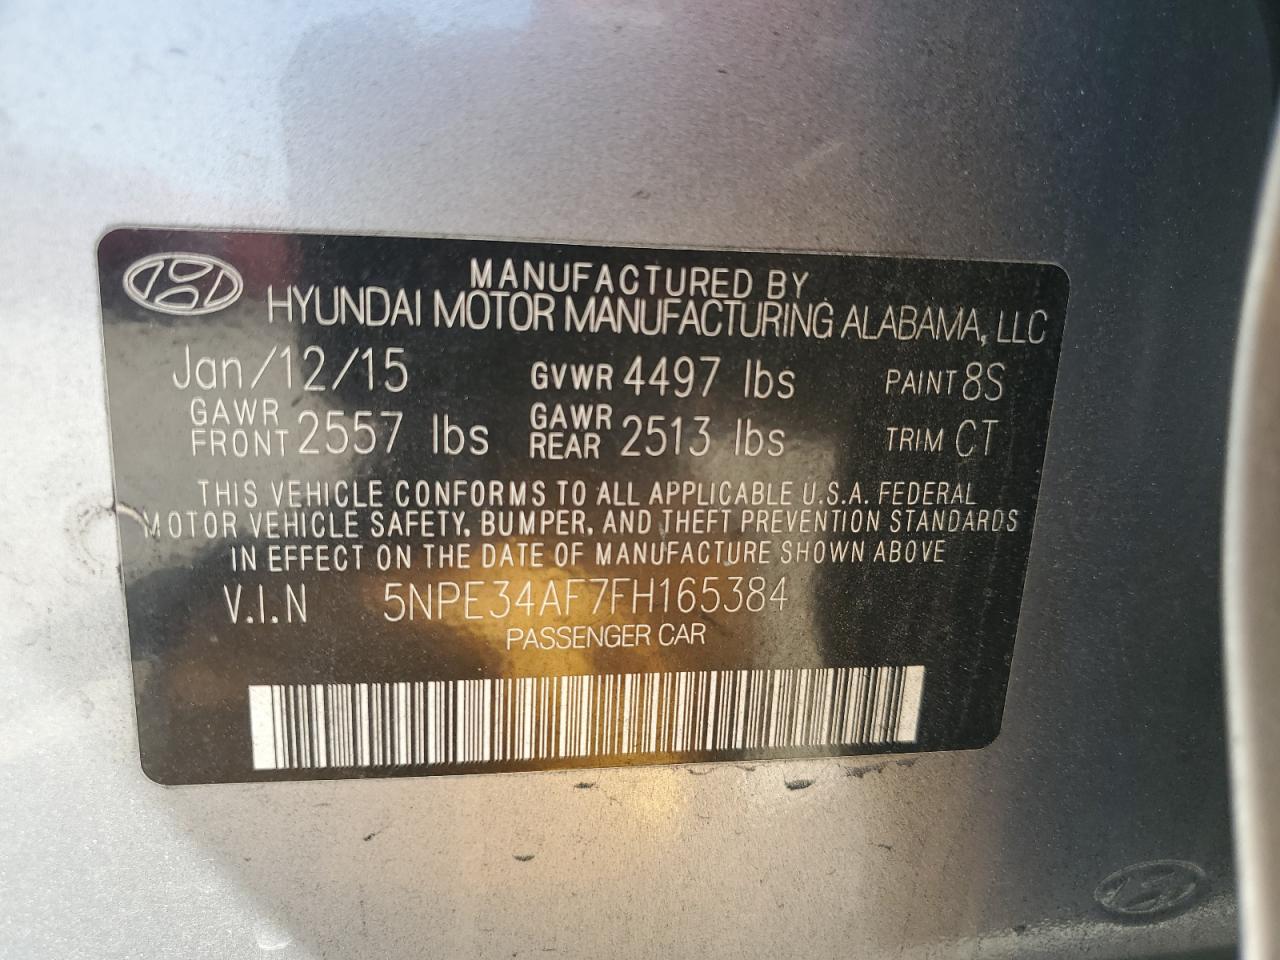 MANUFACTURED BY
HYUNDAI MOTOR MANUFACTURING ALABAMA, LLC
Jan/12/15 GVWR 4497 lbs PAINT 8S
GAWR FRONT 2557 lbs GAWR REAR 2513 lbs TRIM CT
THIS VEHICLE CONFORMS TO ALL APPLICABLE U.S.A. FEDERAL
MOTOR VEHICLE SAFETY, BUMPER, AND THEFT PREVENTION STANDARDS
IN EFFECT ON THE DATE OF MANUFACTURE SHOWN ABOVE
V.I.N 5NPE34AF7FH165384
PASSENGER CAR